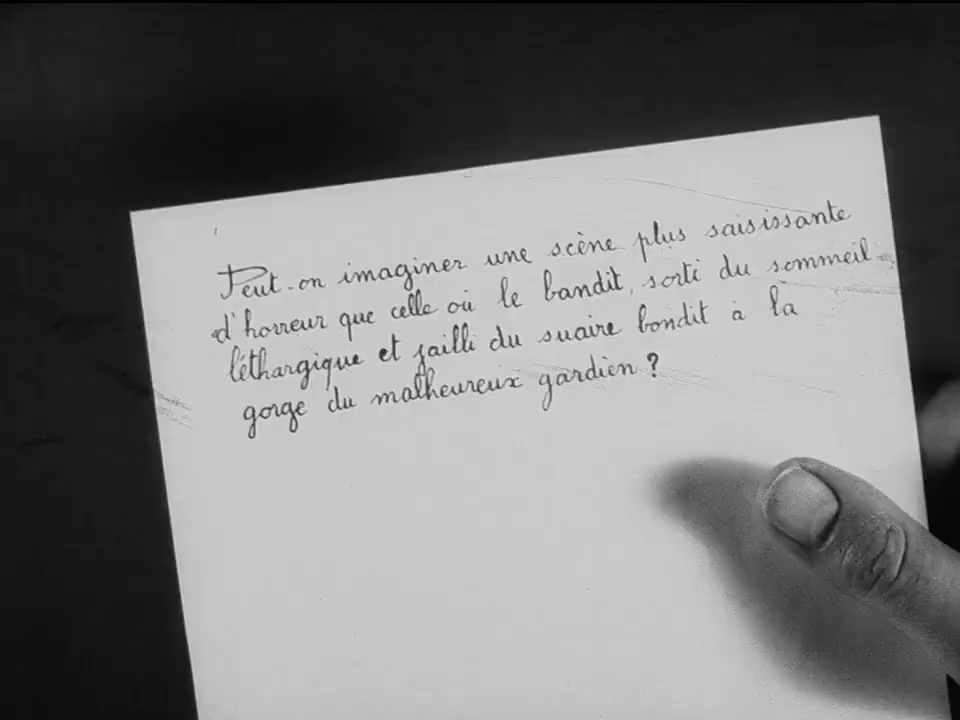 Peut-on imaginer une scène plus saisissante
d'horreur que celle où le bandit, sorti du sommeil
léthargique et jailli du suaire bondit à la
gorge du malheureux gardien ?